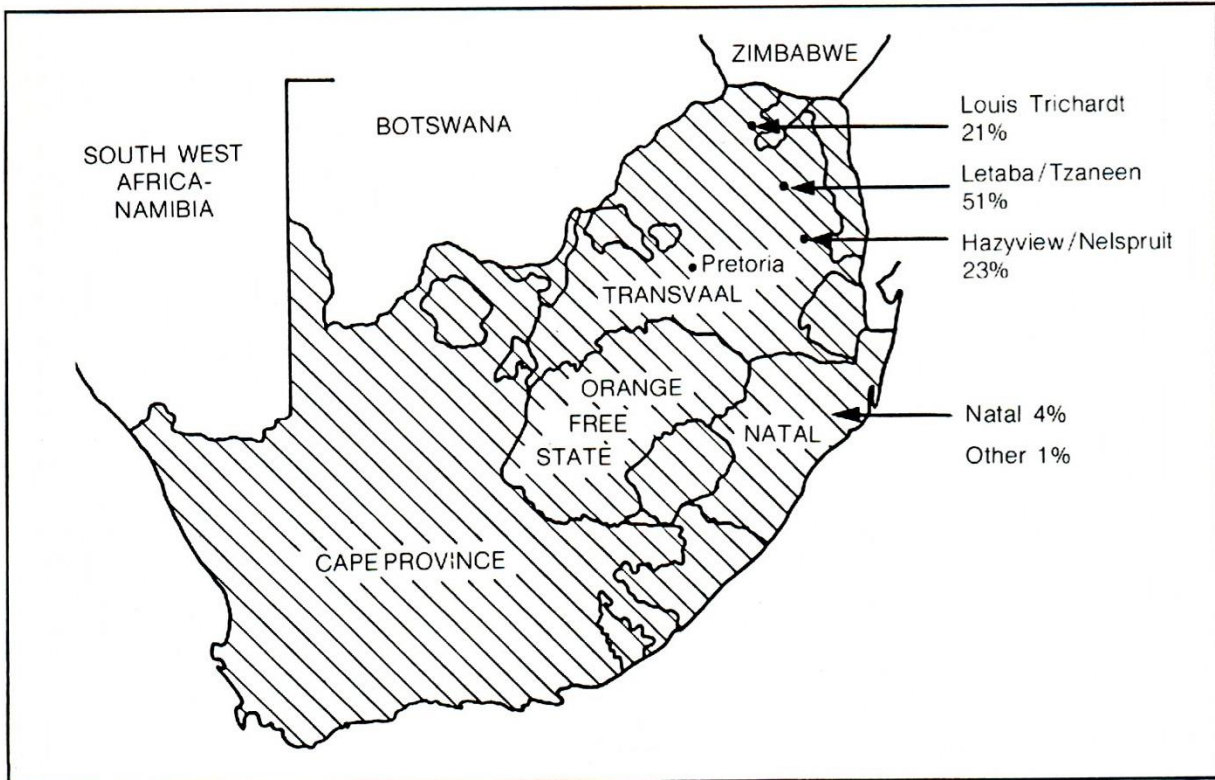 ZIMBABWE
BOTSWANA
SOUTH WEST
AFRICA-
NAMIBIA
Louis Trichardt
21%
Letaba/Tzaneen
51%
Hazyview/Nelspruit
23%
Pretoria
TRANSVAAL
ORANGE
FREE
STATE
NATAL
Natal 4%
Other 1%
CAPE PROVINCE